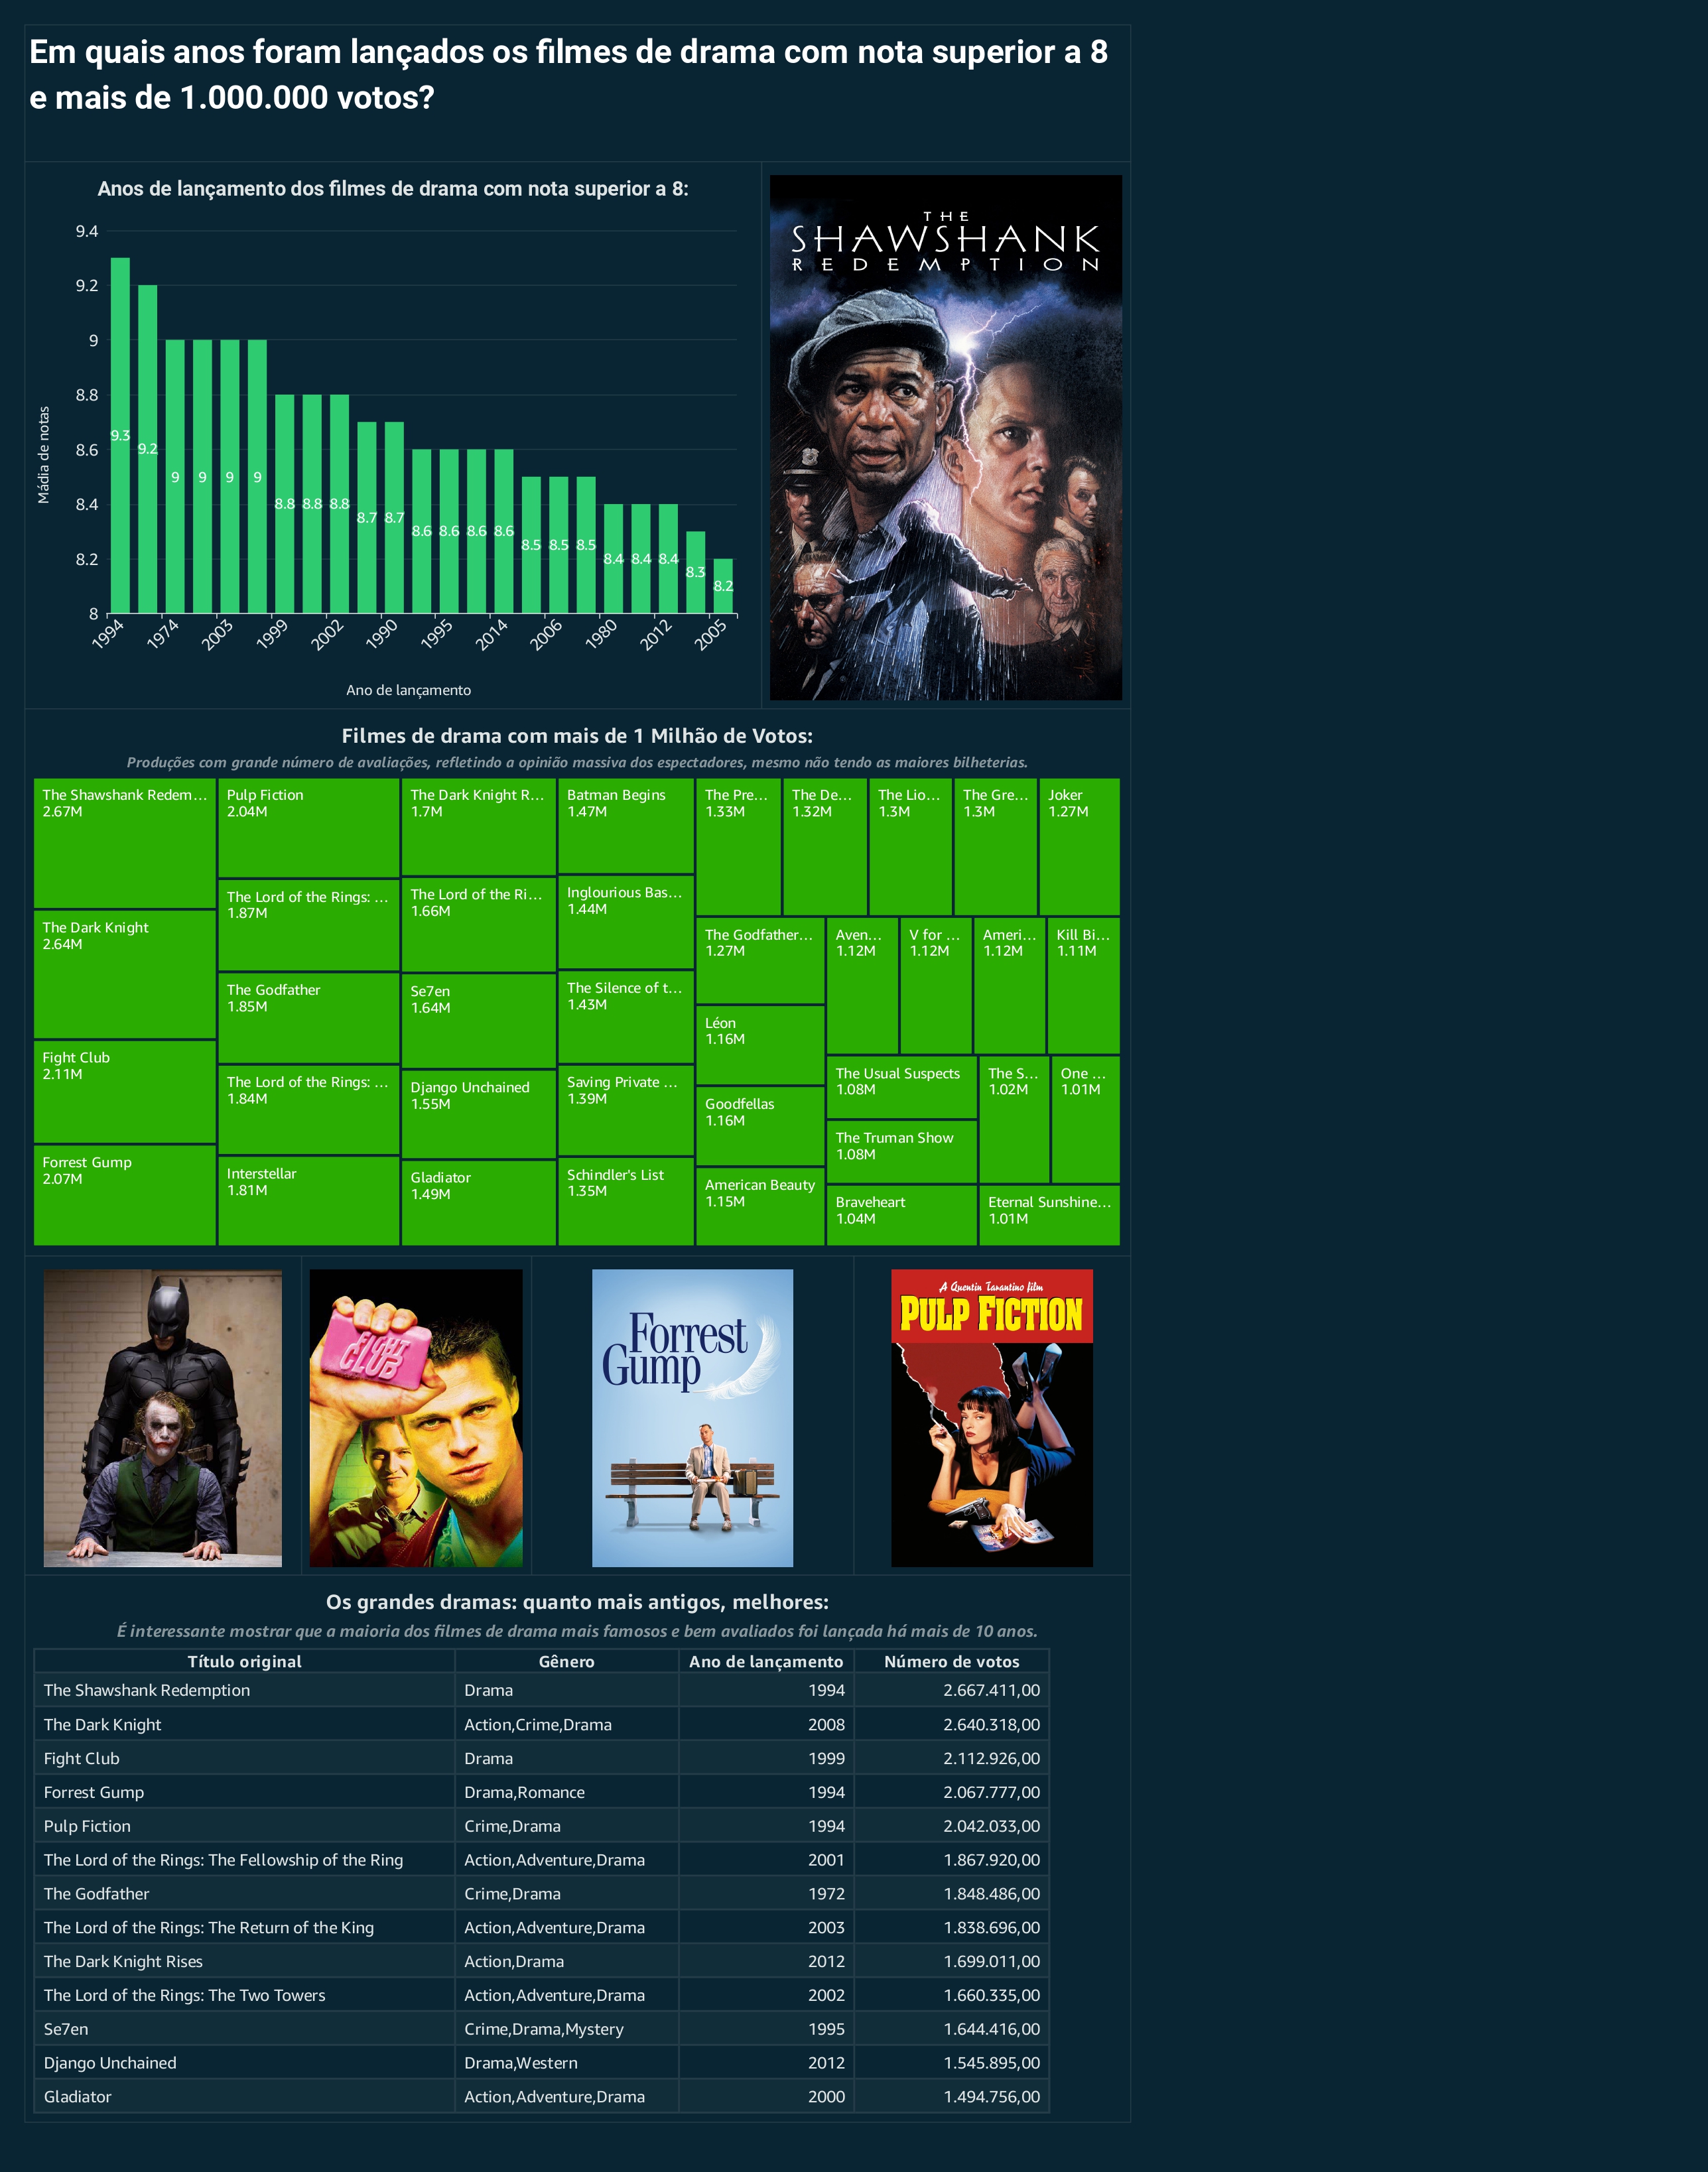 Em quais anos foram lançados os filmes de drama com nota superior a 8
e mais de 1.000.000 votos?
Anos de lançamento dos filmes de drama com nota superior a 8:
Mádia de notas
9.4
9.2
9
8.8
8.6
8.4
8.2
8
9.3 9.2 9 9 9 9 8.8 8.8 8.8 8.7 8.7 8.6 8.6 8.6 8.6 8.5 8.5 8.5 8.4 8.4 8.4 8.3 8.2
1994 1974 2003 1999 2002 1990 1995 2014 2006 1980 2012 2005
Ano de lançamento
THE
SHAWSHANK
REDEMPTION
Filmes de drama com mais de 1 Milhão de Votos:
Produções com grande número de avaliações, refletindo a opinião massiva dos espectadores, mesmo não tendo as maiores bilheterias.
The Shawshank Redem...
2.67M
The Dark Knight
2.64M
Fight Club
2.11M
Forrest Gump
2.07M
Pulp Fiction
2.04M
The Lord of the Rings: ...
1.87M
The Godfather
1.85M
The Lord of the Rings: ...
1.84M
Interstellar
1.81M
The Dark Knight R...
1.7M
The Lord of the Ri...
1.66M
Se7en
1.64M
Django Unchained
1.55M
Gladiator
1.49M
Batman Begins
1.47M
Inglourious Bas...
1.44M
The Silence of t...
1.43M
Saving Private ...
1.39M
Schindler's List
1.35M
The Pre...
1.33M
The De...
1.32M
The Lio...
1.3M
The Gre...
1.3M
Joker
1.27M
The Godfather...
1.27M
Léon
1.16M
Goodfellas
1.16M
American Beauty
1.15M
Aven...
1.12M
V for ...
1.12M
Ameri...
1.12M
Kill Bi...
1.11M
The Usual Suspects
1.08M
The Truman Show
1.08M
Braveheart
1.04M
The S...
1.02M
One ...
1.01M
Eternal Sunshine...
1.01M
FIGHT
CLUB
Forrest
Gump
A Quentin Tarantino film
PULP FICTION
Os grandes dramas: quanto mais antigos, melhores:
É interessante mostrar que a maioria dos filmes de drama mais famosos e bem avaliados foi lançada há mais de 10 anos.
Título original Gênero Ano de lançamento Número de votos
The Shawshank Redemption Drama 1994 2.667.411,00
The Dark Knight Action,Crime,Drama 2008 2.640.318,00
Fight Club Drama 1999 2.112.926,00
Forrest Gump Drama,Romance 1994 2.067.777,00
Pulp Fiction Crime,Drama 1994 2.042.033,00
The Lord of the Rings: The Fellowship of the Ring Action,Adventure,Drama 2001 1.867.920,00
The Godfather Crime,Drama 1972 1.848.486,00
The Lord of the Rings: The Return of the King Action,Adventure,Drama 2003 1.838.696,00
The Dark Knight Rises Action,Drama 2012 1.699.011,00
The Lord of the Rings: The Two Towers Action,Adventure,Drama 2002 1.660.335,00
Se7en Crime,Drama,Mystery 1995 1.644.416,00
Django Unchained Drama,Western 2012 1.545.895,00
Gladiator Action,Adventure,Drama 2000 1.494.756,00